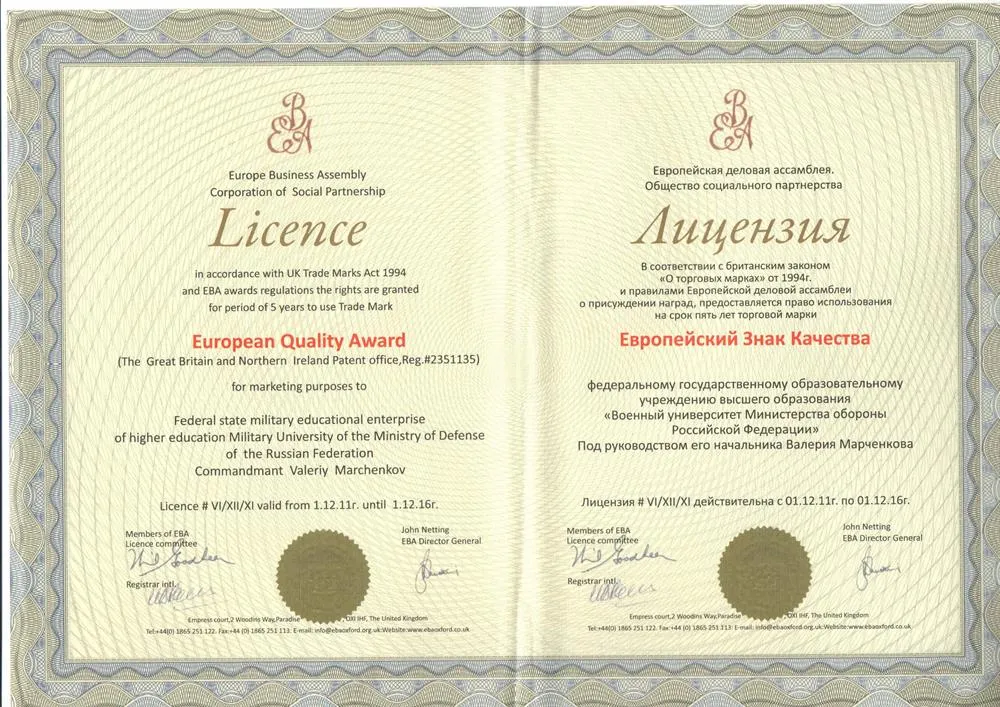 EBA
Europe Business Assembly
Corporation of Social Partnership
Licence
in accordance with UK Trade Marks Act 1994
and EBA awards regulations the rights are granted
for period of 5 years to use Trade Mark
European Quality Award
(The Great Britain and Northern Ireland Patent office,Reg.#2351135)
for marketing purposes to
Federal state military educational enterprise
of higher education Military University of the Ministry of Defense
of the Russian Federation
Commandmant Valeriy Marchenkov
Licence # VI/XII/XI valid from 1.12.11г. until 1.12.16г.
Members of EBA
Licence committee
John Netting
EBA Director General
Registrar intl.
Empress court,2 Woodins Way,Paradise , OXI IHF, The United Kingdom
Tel:+44(0) 1865 251 122. Fax:+44 (0) 1865 251 113: E-mail: info@ebaoxford.org.uk:Website:www.ebaoxford.co.uk
EBA
Европейская деловая ассамблея.
Общество социального партнерства
Лицензия
В соответствии с британским законом
«О торговых марках» от 1994г.
и правилами Европейской деловой ассамблеи
о присуждении наград, предоставляется право использования
на срок пять лет торговой марки
Европейский Знак Качества
федеральному государственному образовательному
учреждению высшего образования
«Военный университет Министерства обороны
Российской Федерации»
Под руководством его начальника Валерия Марченкова
Лицензия # VI/XII/XI действительна с 01.12.11г. по 01.12.16г.
Members of EBA
Licence committee
John Netting
EBA Director General
Registrar intl.
Empress court,2 Woodins Way,Paradise , OXI IHF, The United Kingdom
Tel:+44(0) 1865 251 122. Fax:+44 (0) 1865 251 113: E-mail: info@ebaoxford.org.uk:Website:www.ebaoxford.co.uk